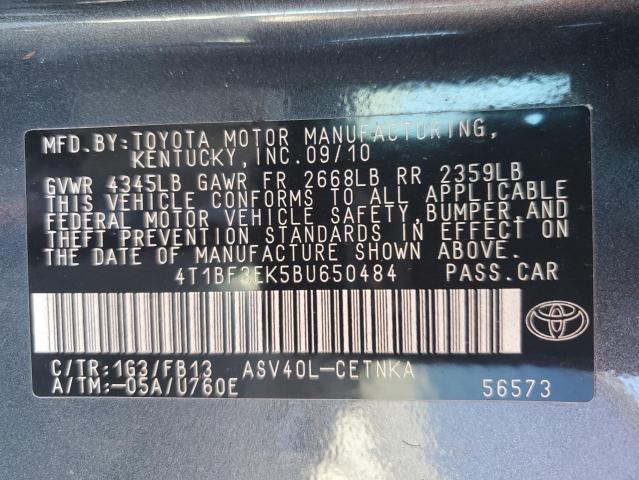 MFD.BY: TOYOTA MOTOR MANUFACTURING,
KENTUCKY, INC. 09/10
GVWR 4345LB GAWR FR 2668LB RR 2359LB
THIS VEHICLE CONFORMS TO ALL APPLICABLE
FEDERAL MOTOR VEHICLE SAFETY, BUMPER, AND
THEFT PREVENTION STANDARDS IN EFFECT ON
THE DATE OF MANUFACTURE SHOWN ABOVE.
4T1BF3EK5BU650484 PASS.CAR
C/TR:1G3/FB13 ASV40L-CETNKA
A/TM:-05A/U760E 56573